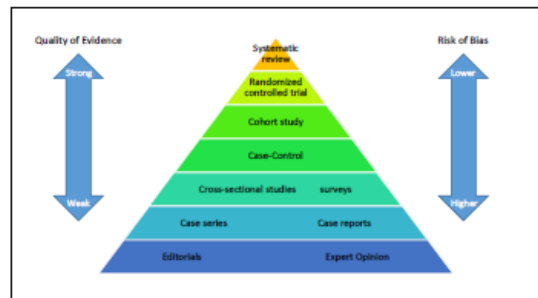 Quality of Evidence
Risk of Bias
Systematic
review
Strong
Lower
Randomized
controlled trial
Cohort study
Case-Control
Cross-sectional studies surveys
Weak
Higher
Case series Case reports
Editorials Expert Opinion